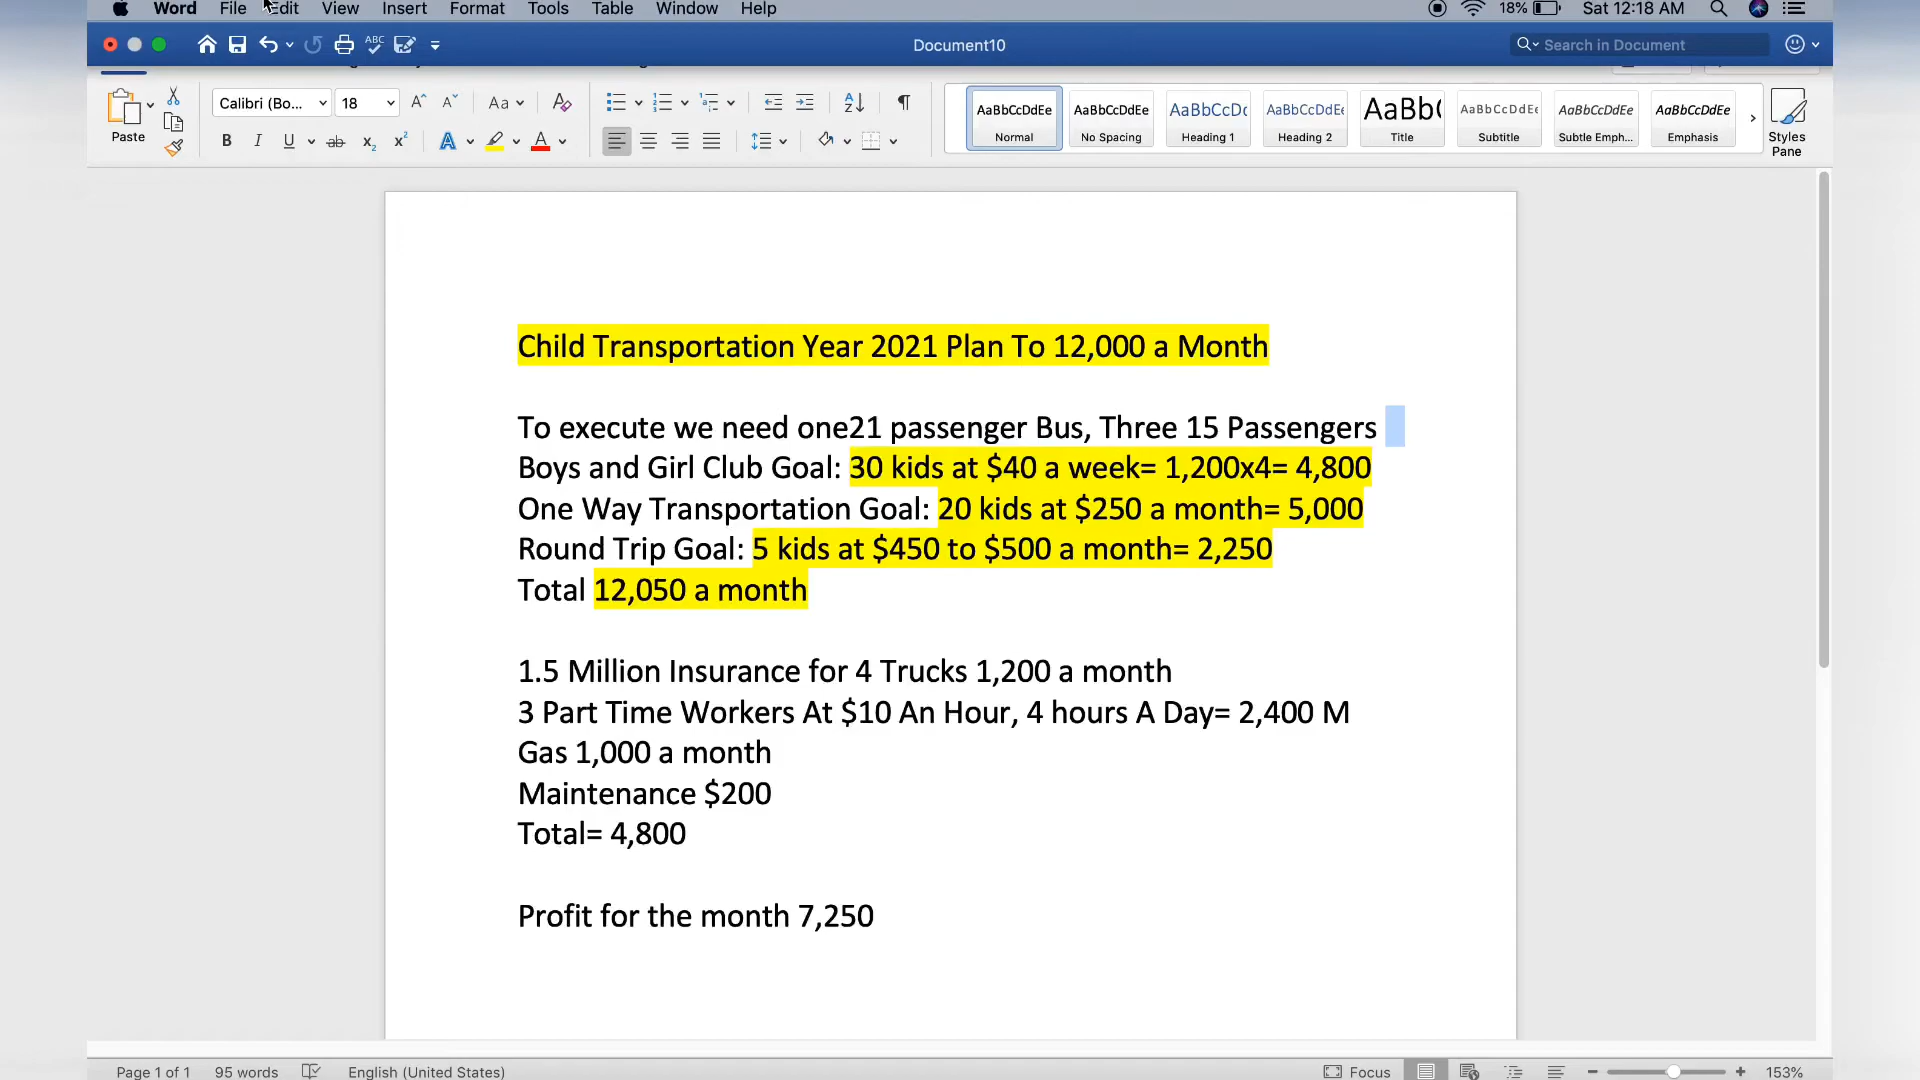 Word File Edit View Insert Format Tools Table Window Help 18% Sat 12:18 AM
Document10 Search in Document
Paste Calibri (Bo... 18 Aa
AaBbCcDdEe AaBbCcDdEe AaBbCcDc AaBbCcDdEe AaBb( AaBbCcDdEe AaBbCcDdEe AaBbCcDdEe
Normal No Spacing Heading 1 Heading 2 Title Subtitle Subtle Emph... Emphasis Styles Pane
Child Transportation Year 2021 Plan To 12,000 a Month
To execute we need one21 passenger Bus, Three 15 Passengers
Boys and Girl Club Goal: 30 kids at $40 a week= 1,200x4= 4,800
One Way Transportation Goal: 20 kids at $250 a month= 5,000
Round Trip Goal: 5 kids at $450 to $500 a month= 2,250
Total 12,050 a month
1.5 Million Insurance for 4 Trucks 1,200 a month
3 Part Time Workers At $10 An Hour, 4 hours A Day= 2,400 M
Gas 1,000 a month
Maintenance $200
Total= 4,800
Profit for the month 7,250
Page 1 of 1 95 words English (United States) Focus 153%